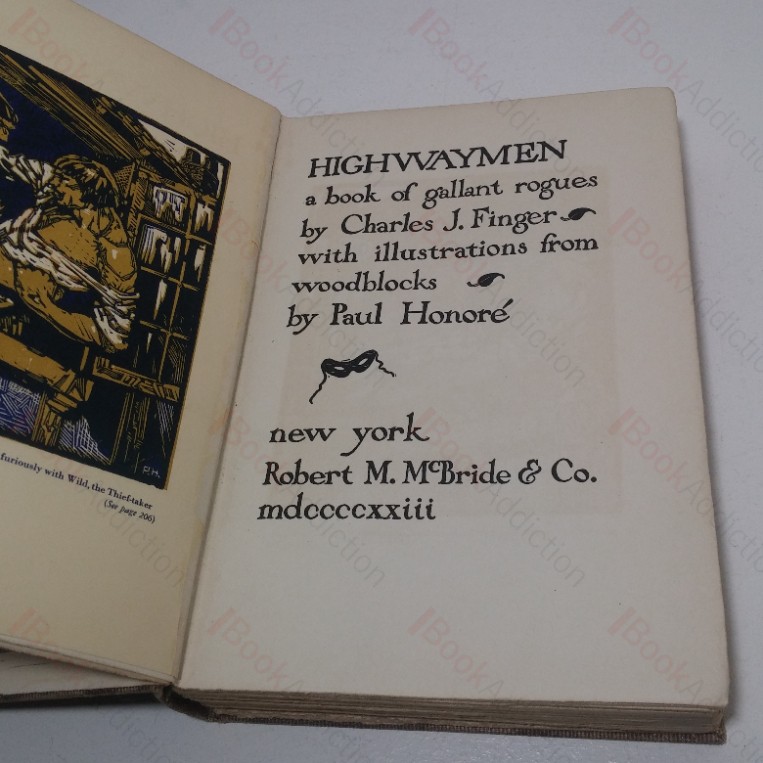 HIGHWAYMEN
a book of gallant rogues
by Charles J. Finger
with illustrations from
woodblocks
by Paul Honoré
new york
Robert M. McBride & Co.
mdccccxxiii
P.H.
furiously with Wild, the Thief-taker
(See page 206)
BookAddiction